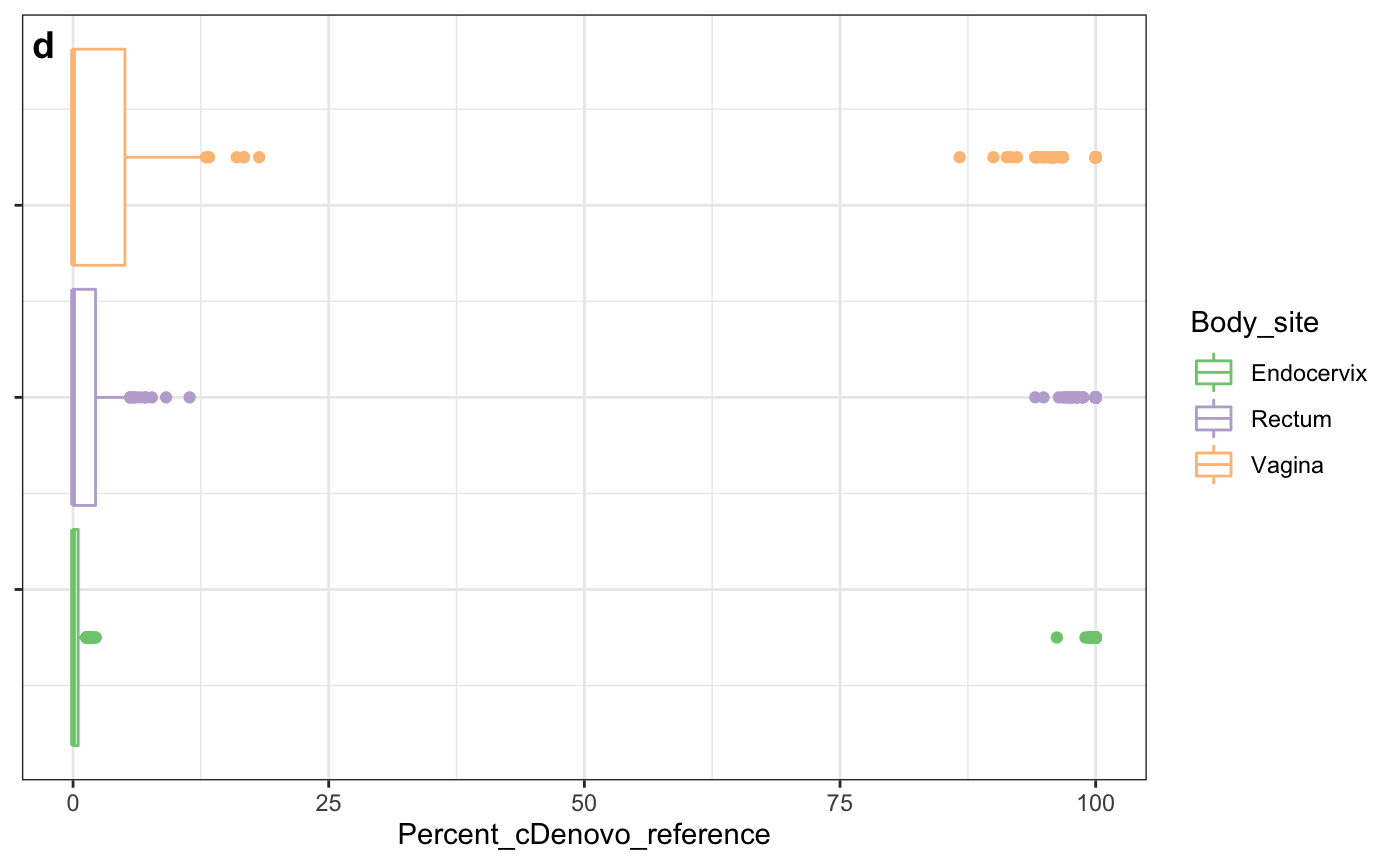 d
0 25 50 75 100
Percent_cDenovo_reference
Body_site
Endocervix
Rectum
Vagina